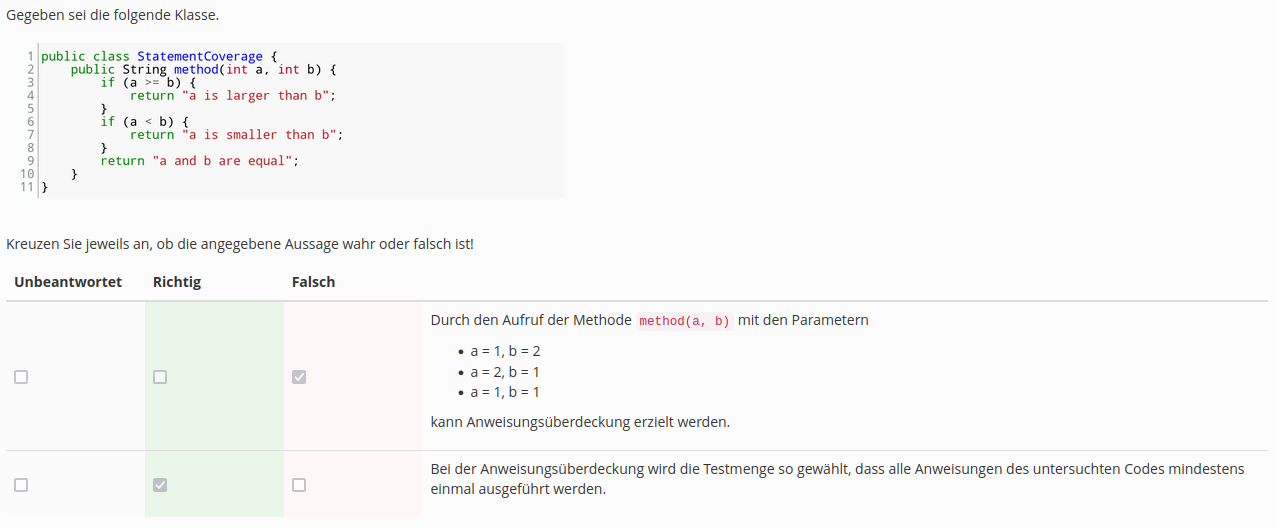 Gegeben sei die folgende Klasse.
1 public class StatementCoverage {
2     public String method(int a, int b) {
3         if (a >= b) {
4             return "a is larger than b";
5         }
6         if (a < b) {
7             return "a is smaller than b";
8         }
9         return "a and b are equal";
10     }
11 }
Kreuzen Sie jeweils an, ob die angegebene Aussage wahr oder falsch ist!
Unbeantwortet Richtig Falsch
Durch den Aufruf der Methode method(a, b) mit den Parametern
• a = 1, b = 2
• a = 2, b = 1
• a = 1, b = 1
kann Anweisungsüberdeckung erzielt werden.
Bei der Anweisungsüberdeckung wird die Testmenge so gewählt, dass alle Anweisungen des untersuchten Codes mindestens
einmal ausgeführt werden.